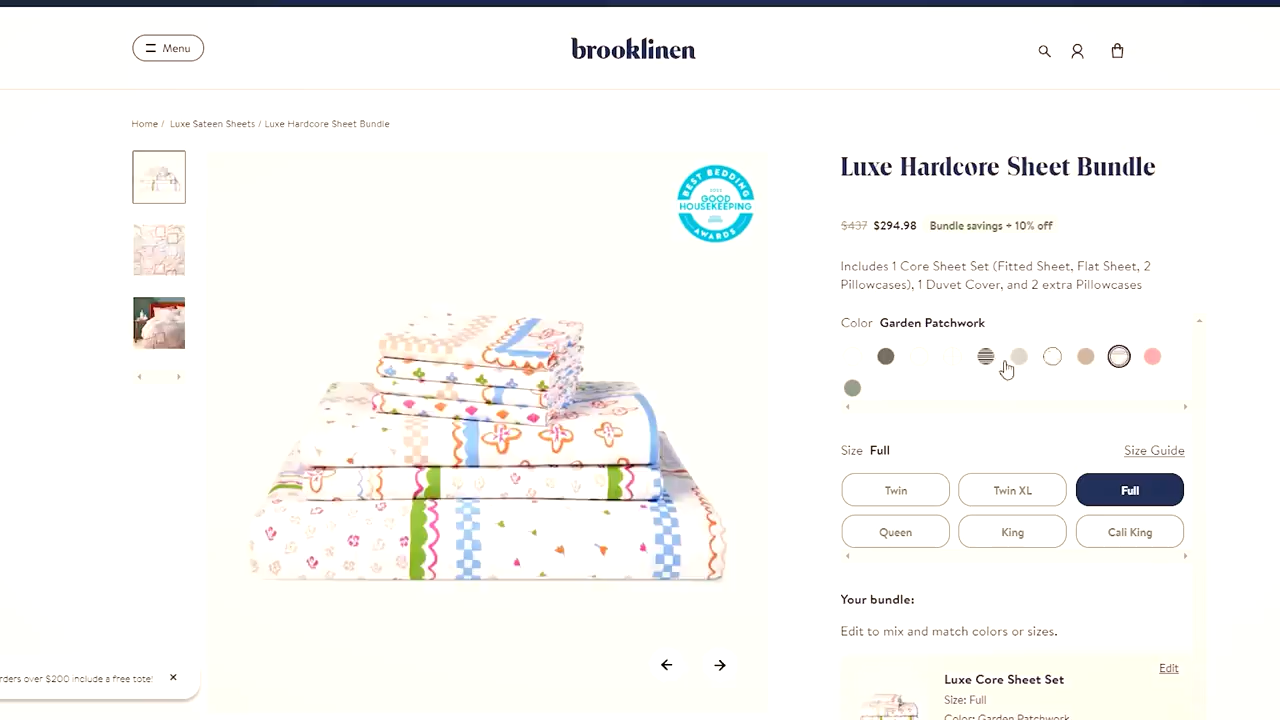 Menu
brooklinen
Home / Luxe Sateen Sheets / Luxe Hardcore Sheet Bundle
BEST BEDDING
GOOD
HOUSEKEEPING
AWARDS
Luxe Hardcore Sheet Bundle
$437 $294.98 Bundle savings + 10% off
Includes 1 Core Sheet Set (Fitted Sheet, Flat Sheet, 2
Pillowcases), 1 Duvet Cover, and 2 extra Pillowcases
Color Garden Patchwork
Size Full
Size Guide
Twin
Twin XL
Full
Queen
King
Cali King
Your bundle:
Edit to mix and match colors or sizes.
rders over $200 include a free tote!
Edit
Luxe Core Sheet Set
Size: Full
Color: Garden Patchwork